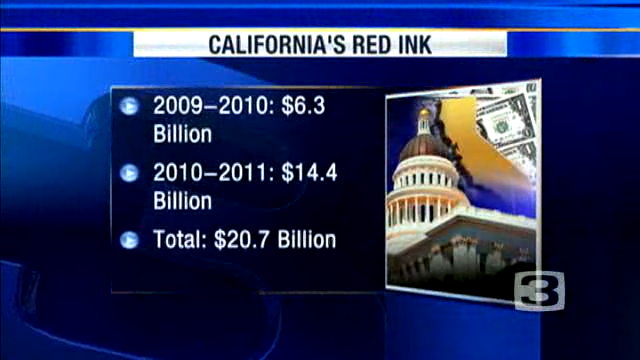 CALIFORNIA'S RED INK
2009–2010: $6.3
Billion
2010–2011: $14.4
Billion
Total: $20.7 Billion
3